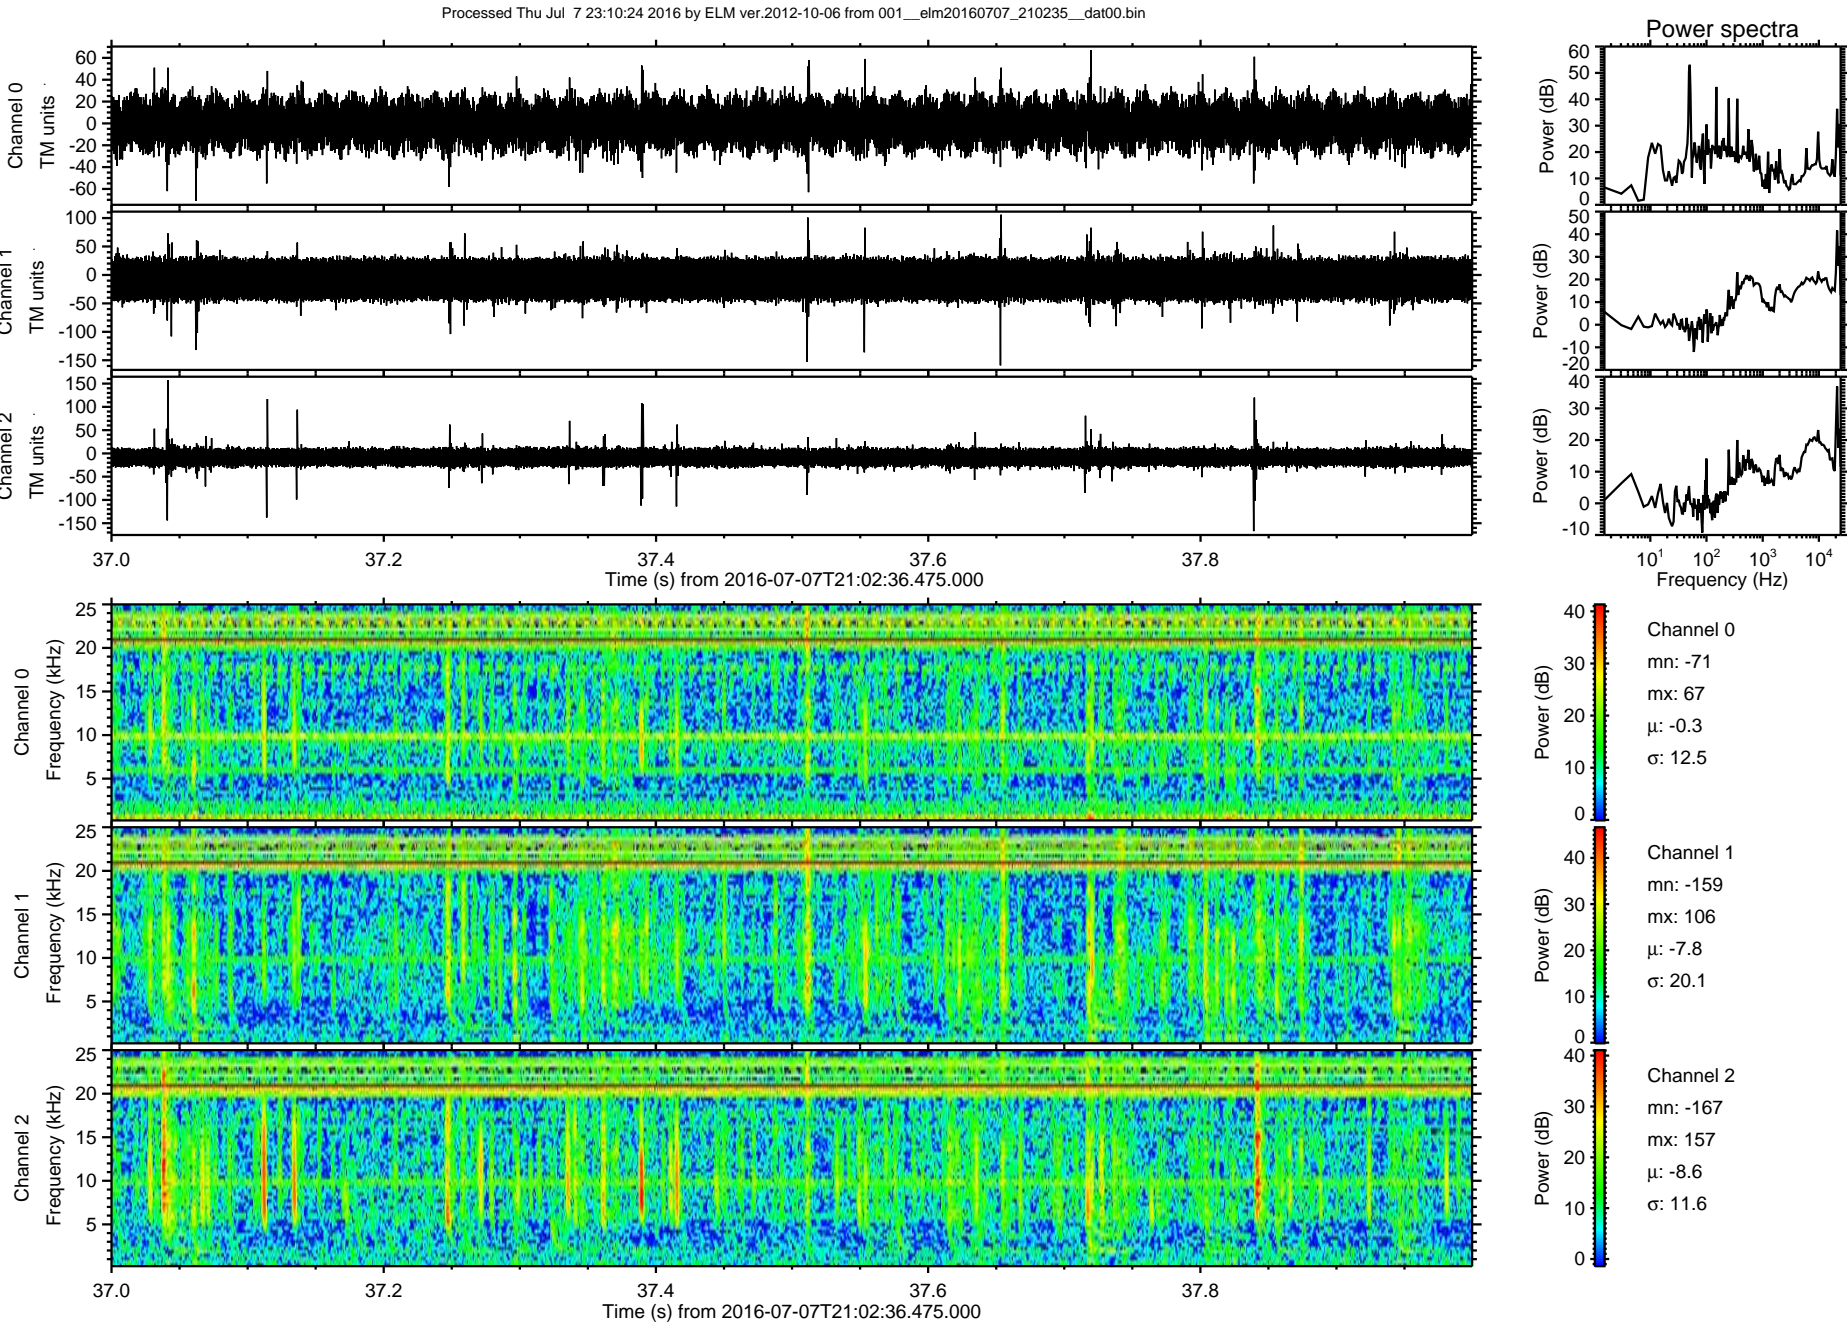 Processed Thu Jul  7 23:10:24 2016 by ELM ver.2012-10-06 from 001__elm20160707_210235__dat00.bin
Power spectra
Channel 0
TM units
60
40
20
0
-20
-40
-60
Power (dB)
60
50
40
30
20
10
0
Channel 1
TM units
100
50
0
-50
-100
-150
Power (dB)
50
40
30
20
10
0
-10
-20
Channel 2
TM units
150
100
50
0
-50
-100
-150
Power (dB)
40
30
20
10
0
-10
37.0 37.2 37.4 37.6 37.8
Time (s) from 2016-07-07T21:02:36.475.000
10^1 10^2 10^3 10^4
Frequency (Hz)
Channel 0
Frequency (kHz)
25
20
15
10
5
Power (dB)
40
30
20
10
0
Channel 0
mn: -71
mx: 67
µ: -0.3
σ: 12.5
Channel 1
Frequency (kHz)
25
20
15
10
5
Power (dB)
40
30
20
10
0
Channel 1
mn: -159
mx: 106
µ: -7.8
σ: 20.1
Channel 2
Frequency (kHz)
25
20
15
10
5
Power (dB)
40
30
20
10
0
Channel 2
mn: -167
mx: 157
µ: -8.6
σ: 11.6
37.0 37.2 37.4 37.6 37.8
Time (s) from 2016-07-07T21:02:36.475.000